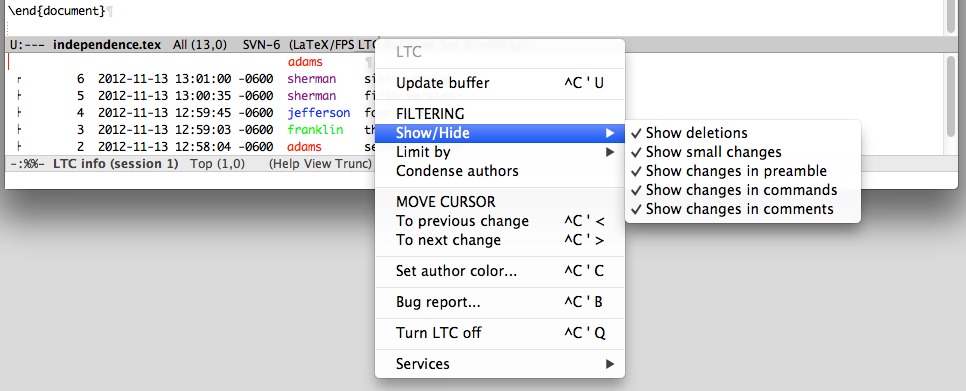 \end{document}¶
U:--- independence.tex All (13,0) SVN-6 (LaTeX/FPS LTC
adams ¶
6 2012-11-13 13:01:00 -0600 sherman
5 2012-11-13 13:00:35 -0600 sherman
4 2012-11-13 12:59:45 -0600 jefferson
3 2012-11-13 12:59:03 -0600 franklin
2 2012-11-13 12:58:04 -0600 adams
-:%%- LTC info (session 1) Top (1,0) (Help View Trunc)
LTC
Update buffer ^C ' U
FILTERING
Show/Hide
Limit by
Condense authors
MOVE CURSOR
To previous change ^C ' <
To next change ^C ' >
Set author color... ^C ' C
Bug report... ^C ' B
Turn LTC off ^C ' Q
Services
✓ Show deletions
✓ Show small changes
✓ Show changes in preamble
✓ Show changes in commands
✓ Show changes in comments